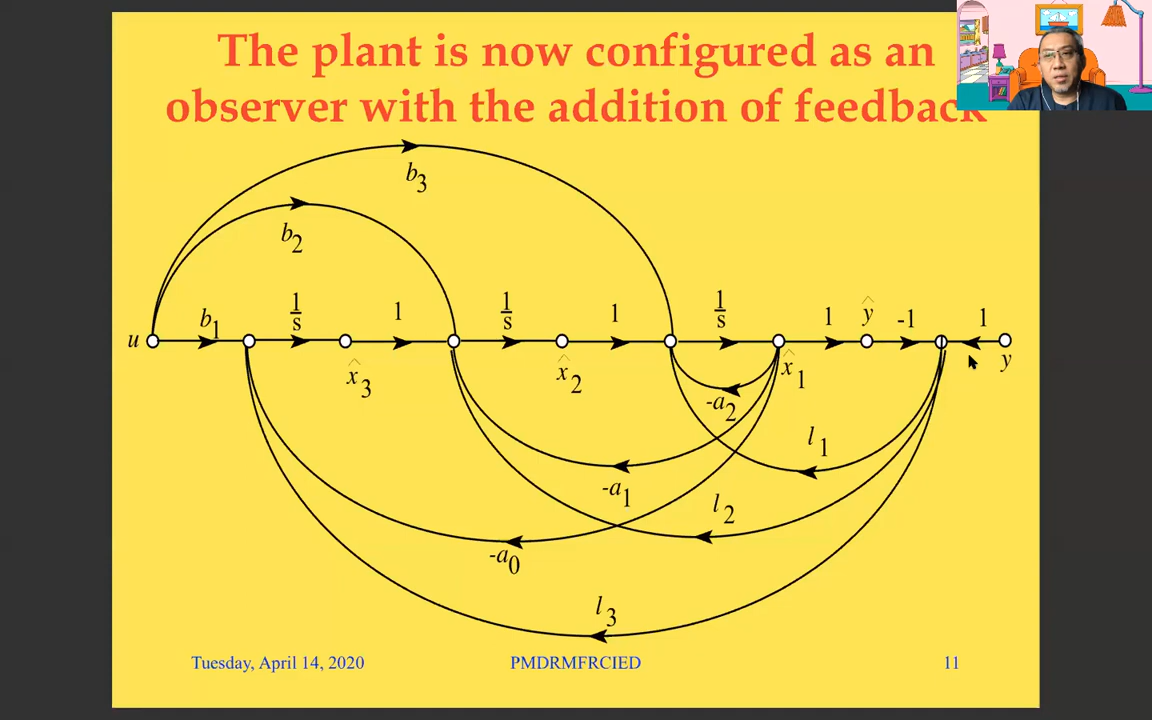 The plant is now configured as an
observer with the addition of feedback
b3
b2
u b1 1/s 1 1/s 1 1/s 1 ŷ -1 1 y
x̂3 x̂2 x̂1
-a2
l1
-a1
l2
-a0
l3
Tuesday, April 14, 2020 PMDRMFRCIED 11